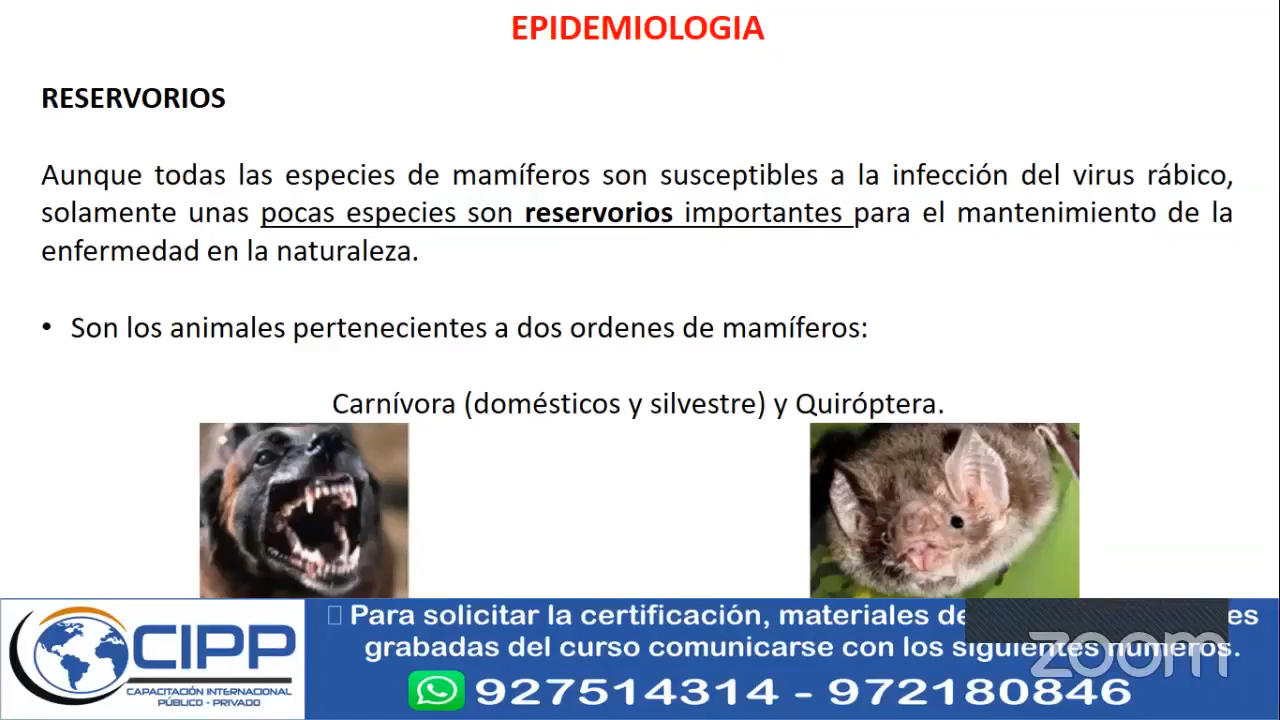 EPIDEMIOLOGIA
RESERVORIOS
Aunque todas las especies de mamíferos son susceptibles a la infección del virus rábico,
solamente unas pocas especies son reservorios importantes para el mantenimiento de la
enfermedad en la naturaleza.
• Son los animales pertenecientes a dos ordenes de mamíferos:
Carnívora (domésticos y silvestre) y Quiróptera.
CIPP
CAPACITACIÓN INTERNACIONAL
PÚBLICO - PRIVADO
Para solicitar la certificación, materiales
grabadas del curso comunicarse con los siguientes números.
zoom
927514314 - 972180846